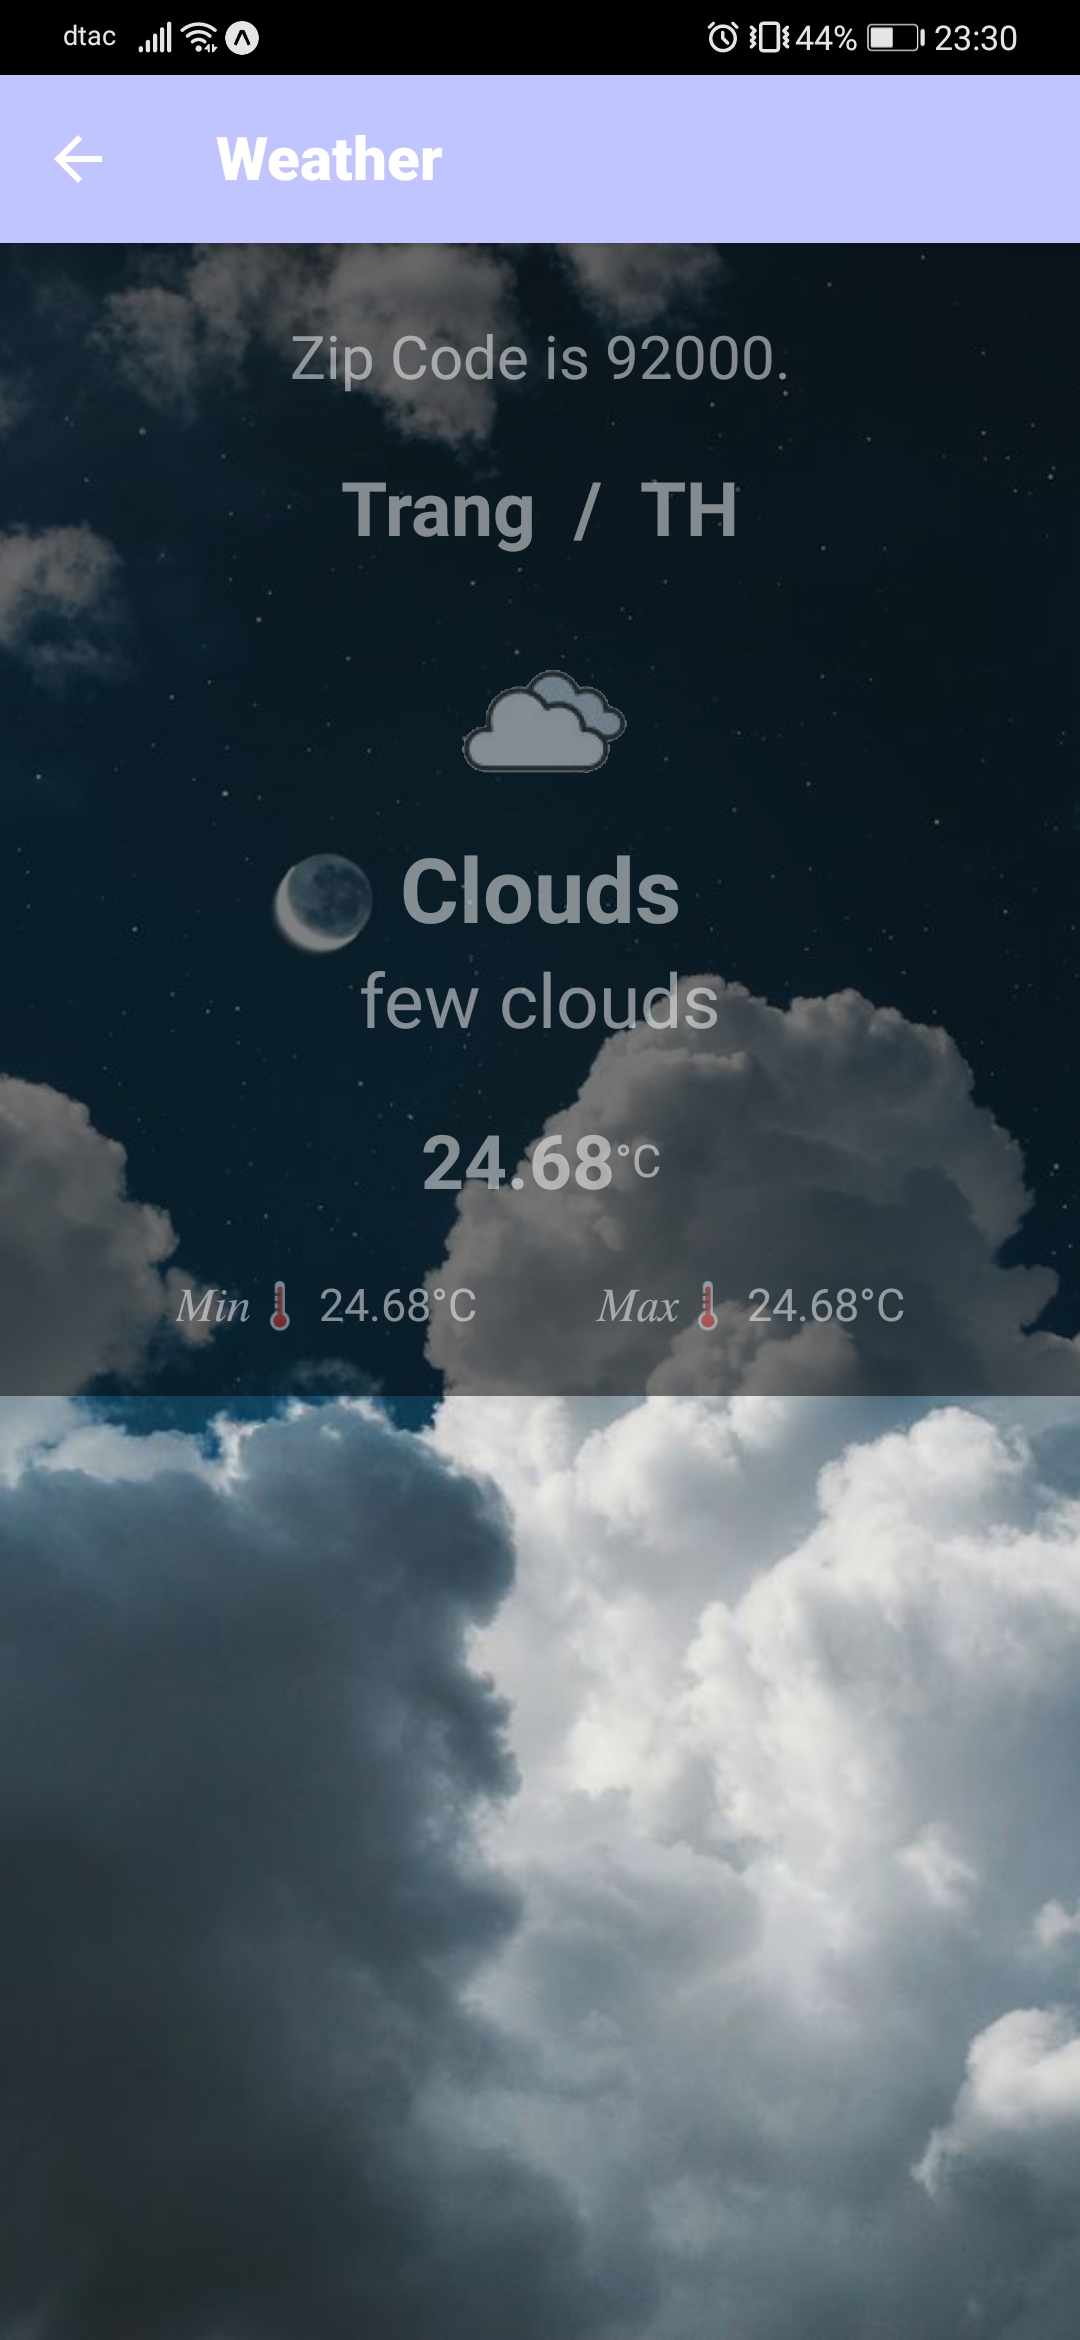 dtac 44% 23:30
Weather
Zip Code is 92000.
Trang / TH
Clouds
few clouds
24.68°C
Min 24.68°C Max 24.68°C